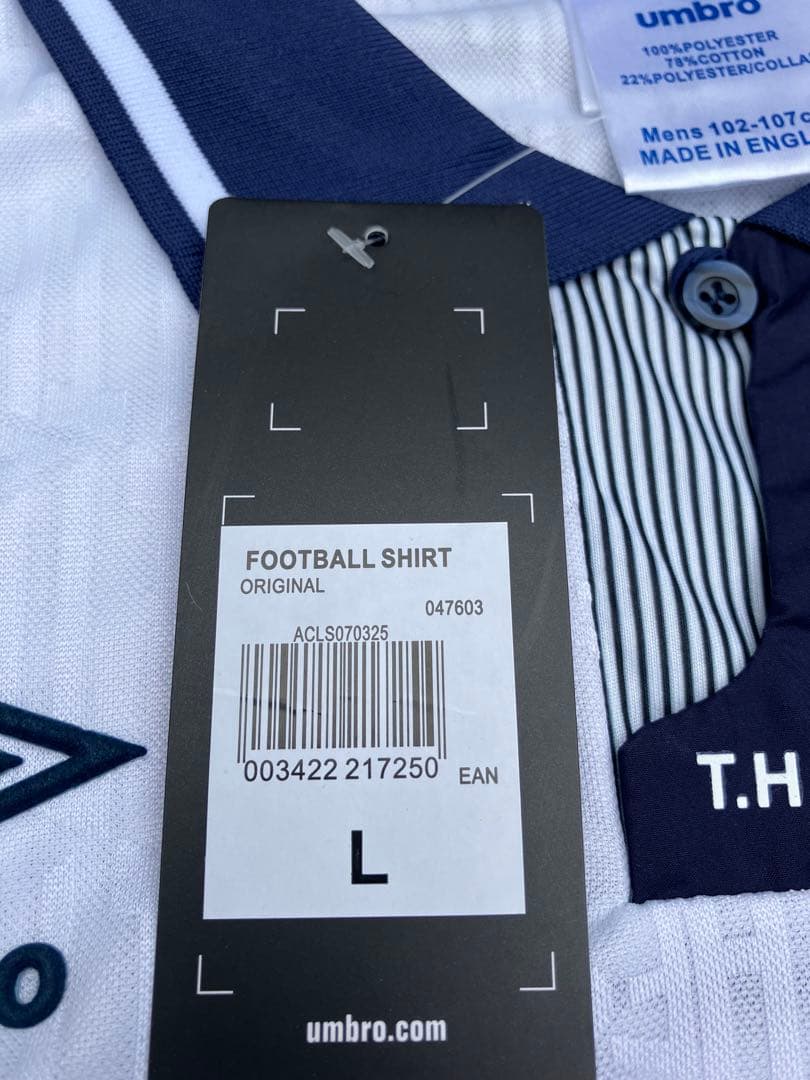 umbro
100%POLYESTER
78%COTTON
22%POLYESTER/COLLA
Mens 102-107c
MADE IN ENGL
FOOTBALL SHIRT
ORIGINAL
047603
ACLS070325
003422 217250 EAN
L
T.H
o
umbro.com